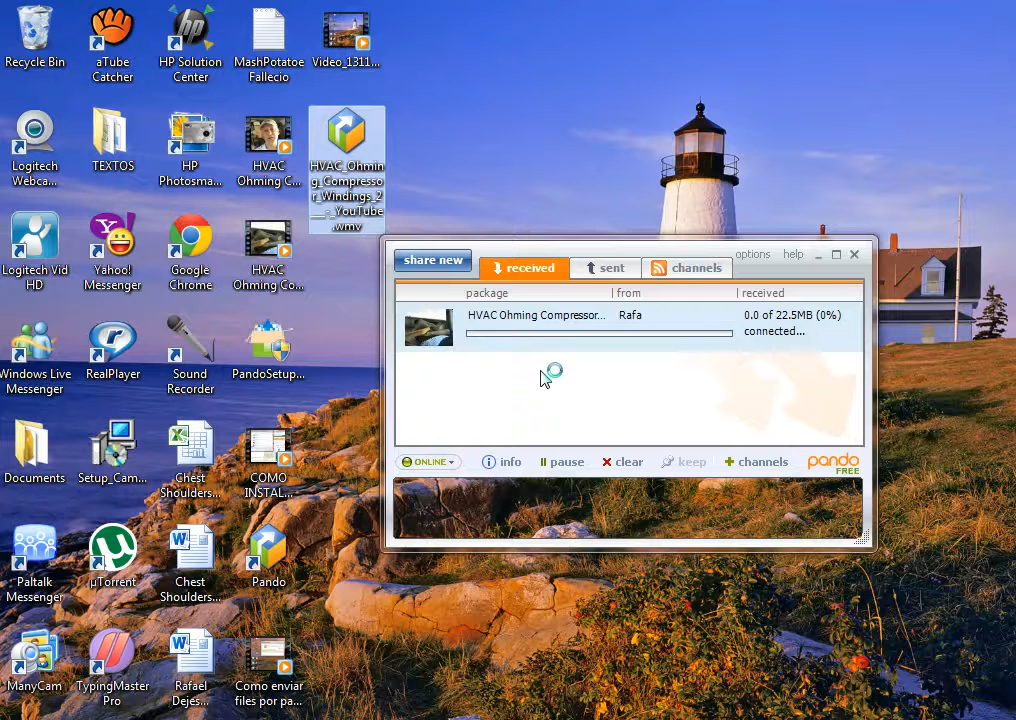 Recycle Bin
aTube
Catcher
HP Solution
Center
MashPotatoe
Fallecio
Video_1311...
Logitech
Webca...
TEXTOS
HP
Photosma...
HVAC
Ohming C...
HVAC_Ohmin
g_Compresso
r_Windings_2
__-_YouTube
.wmv
Logitech Vid
HD
Yahoo!
Messenger
Google
Chrome
HVAC
Ohming Co...
Windows Live
Messenger
RealPlayer
Sound
Recorder
PandoSetup...
Documents
Setup_Cam...
Chest
Shoulders...
COMO
INSTAL...
Paltalk
Messenger
µTorrent
Chest
Shoulders...
Pando
ManyCam
TypingMaster
Pro
Rafael
Dejes...
Como enviar
files por pa...
share new
received
sent
channels
options
help
package
from
received
HVAC Ohming Compressor...
Rafa
0.0 of 22.5MB (0%)
connected...
ONLINE
info
pause
clear
keep
channels
pando
FREE